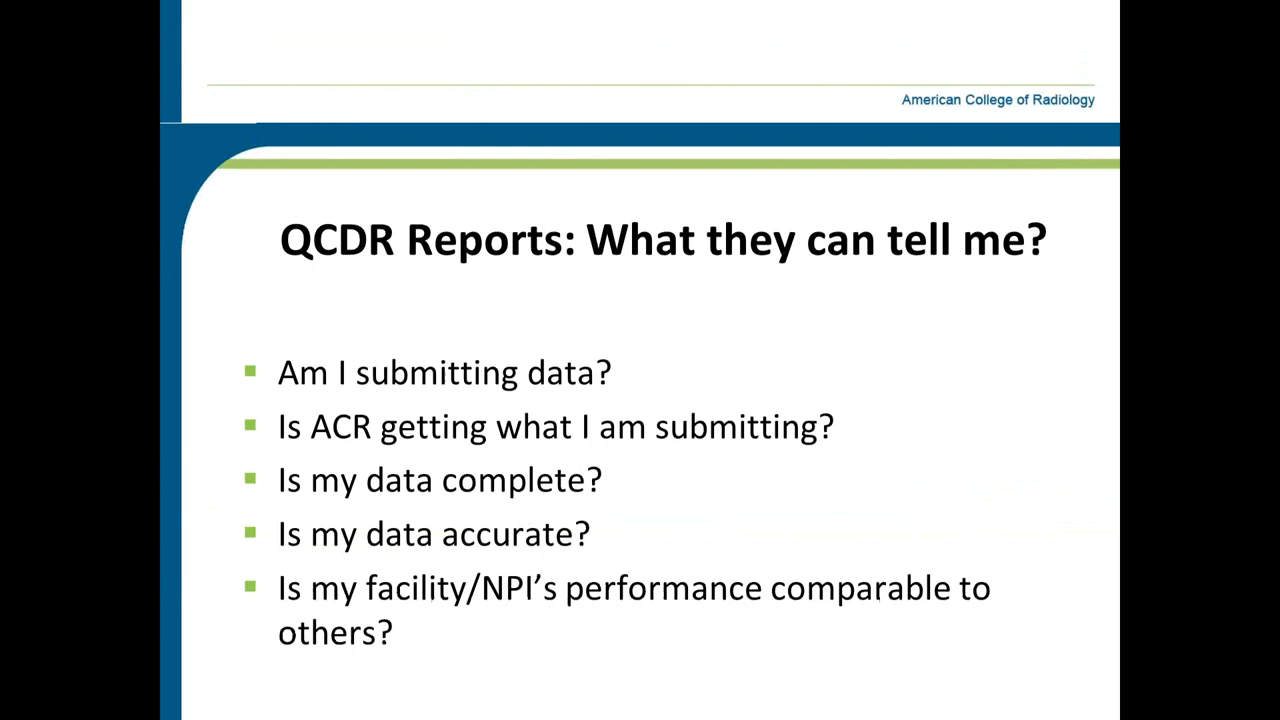 American College of Radiology
QCDR Reports: What they can tell me?
Am I submitting data?
Is ACR getting what I am submitting?
Is my data complete?
Is my data accurate?
Is my facility/NPI’s performance comparable to
others?